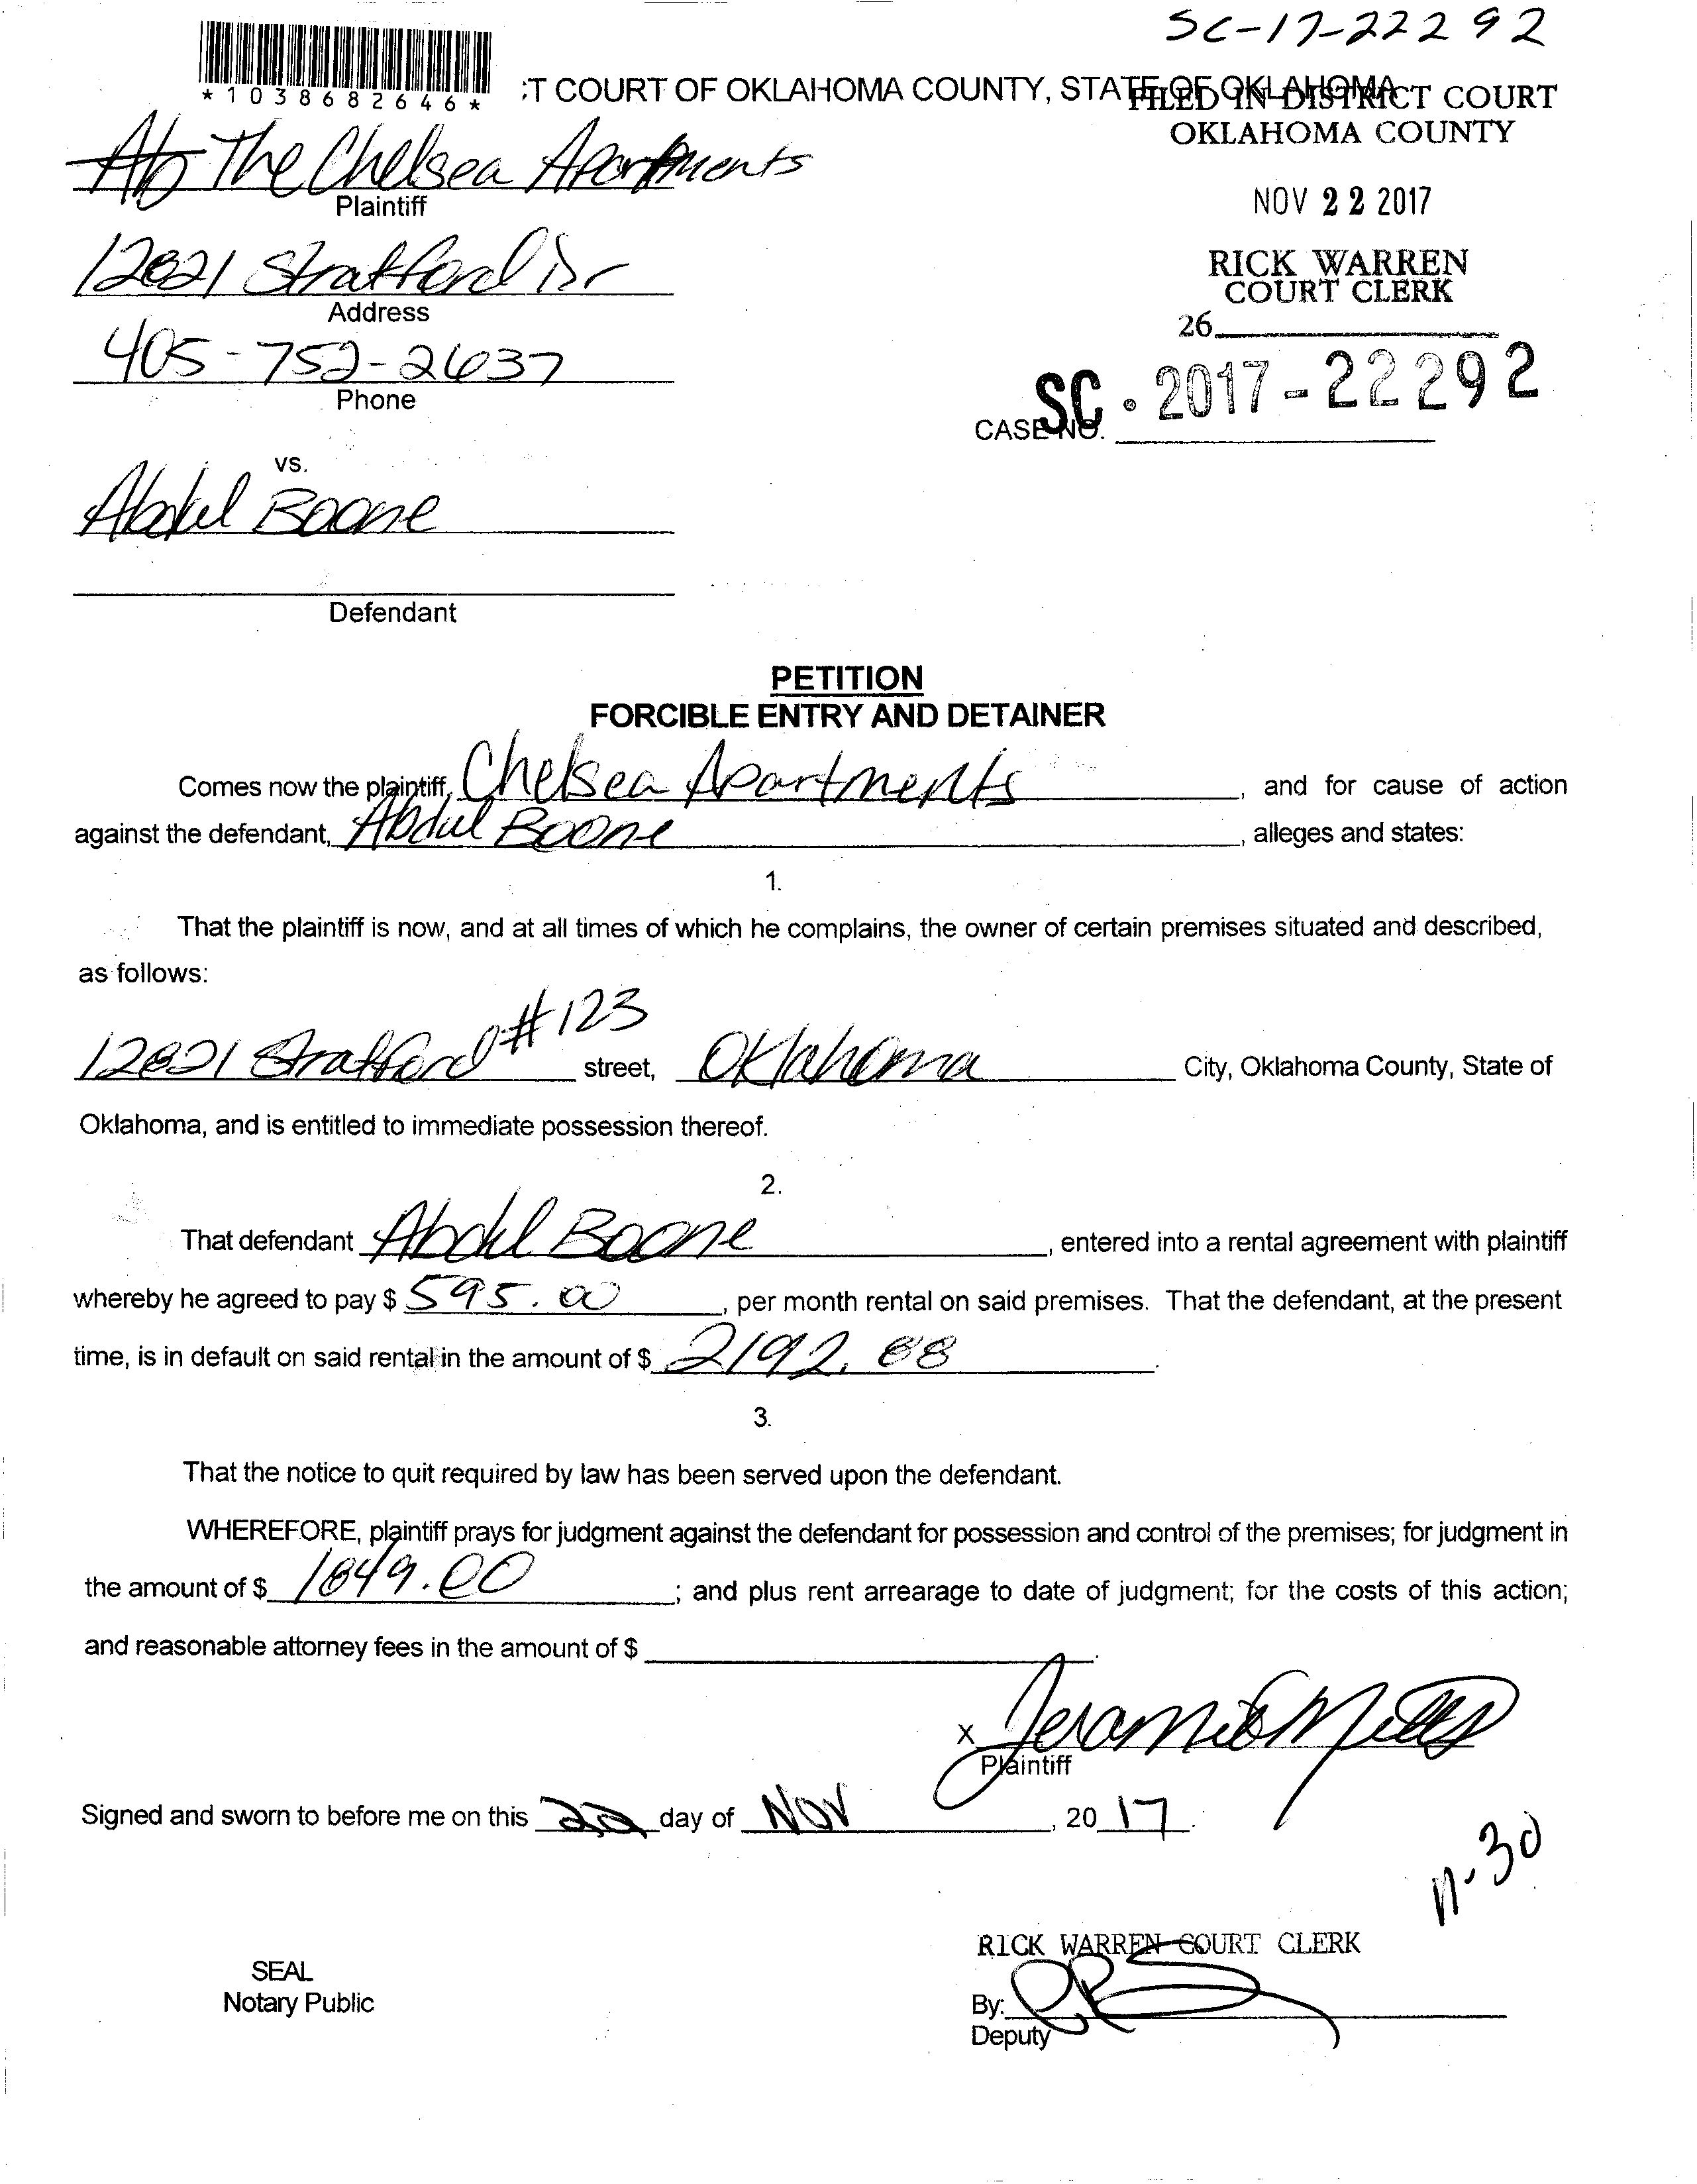 SC-17-22292
*1038682646*
:T COURT OF OKLAHOMA COUNTY, STATE OF OKLAHOMA
FILED IN DISTRICT COURT
OKLAHOMA COUNTY
The Chelsea Apartments
Plaintiff
NOV 22 2017
12821 Stratford Dr
Address
RICK WARREN
COURT CLERK
26
405-752-2637
Phone
CASE NO. SC-2017-22292
vs.
Abdul Boone
Defendant
PETITION
FORCIBLE ENTRY AND DETAINER
Comes now the plaintiff, Chelsea Apartments, and for cause of action
against the defendant, Abdul Boone, alleges and states:
1.
That the plaintiff is now, and at all times of which he complains, the owner of certain premises situated and described,
as follows:
12821 Stratford #123 street, Oklahoma City, Oklahoma County, State of
Oklahoma, and is entitled to immediate possession thereof.
2.
That defendant Abdul Boone, entered into a rental agreement with plaintiff
whereby he agreed to pay $ 595.00, per month rental on said premises. That the defendant, at the present
time, is in default on said rental in the amount of $ 2192.88.
3.
That the notice to quit required by law has been served upon the defendant.
WHEREFORE, plaintiff prays for judgment against the defendant for possession and control of the premises; for judgment in
the amount of $ 1849.00; and plus rent arrearage to date of judgment; for the costs of this action;
and reasonable attorney fees in the amount of $
X
Plaintiff
Signed and sworn to before me on this 22 day of Nov, 2017.
11-30
RICK WARREN COURT CLERK
SEAL
Notary Public
By:
Deputy